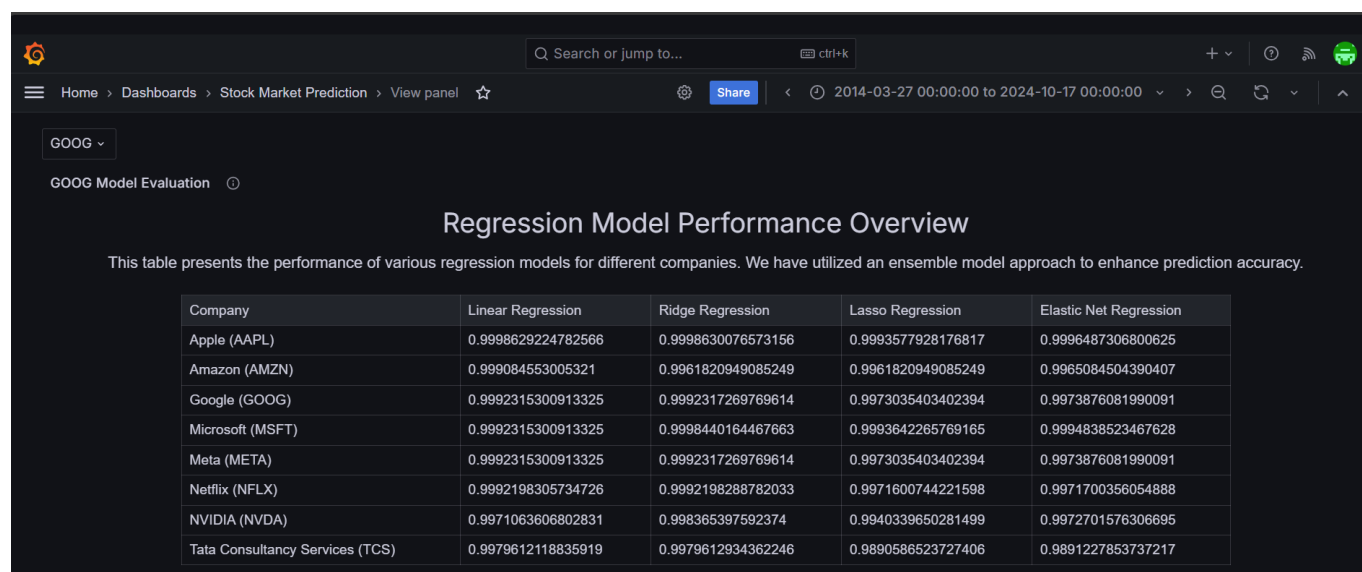 Search or jump to... ctrl+k
Home > Dashboards > Stock Market Prediction > View panel Share 2014-03-27 00:00:00 to 2024-10-17 00:00:00
GOOG
GOOG Model Evaluation
Regression Model Performance Overview
This table presents the performance of various regression models for different companies. We have utilized an ensemble model approach to enhance prediction accuracy.
Company Linear Regression Ridge Regression Lasso Regression Elastic Net Regression
Apple (AAPL) 0.9998629224782566 0.9998630076573156 0.9993577928176817 0.9996487306800625
Amazon (AMZN) 0.999084553005321 0.9961820949085249 0.9961820949085249 0.9965084504390407
Google (GOOG) 0.9992315300913325 0.9992317269769614 0.9973035403402394 0.9973876081990091
Microsoft (MSFT) 0.9992315300913325 0.9998440164467663 0.9993642265769165 0.9994838523467628
Meta (META) 0.9992315300913325 0.9992317269769614 0.9973035403402394 0.9973876081990091
Netflix (NFLX) 0.9992198305734726 0.9992198288782033 0.9971600744221598 0.9971700356054888
NVIDIA (NVDA) 0.9971063606802831 0.998365397592374 0.9940339650281499 0.9972701576306695
Tata Consultancy Services (TCS) 0.9979612118835919 0.9979612934362246 0.9890586523727406 0.9891227853737217